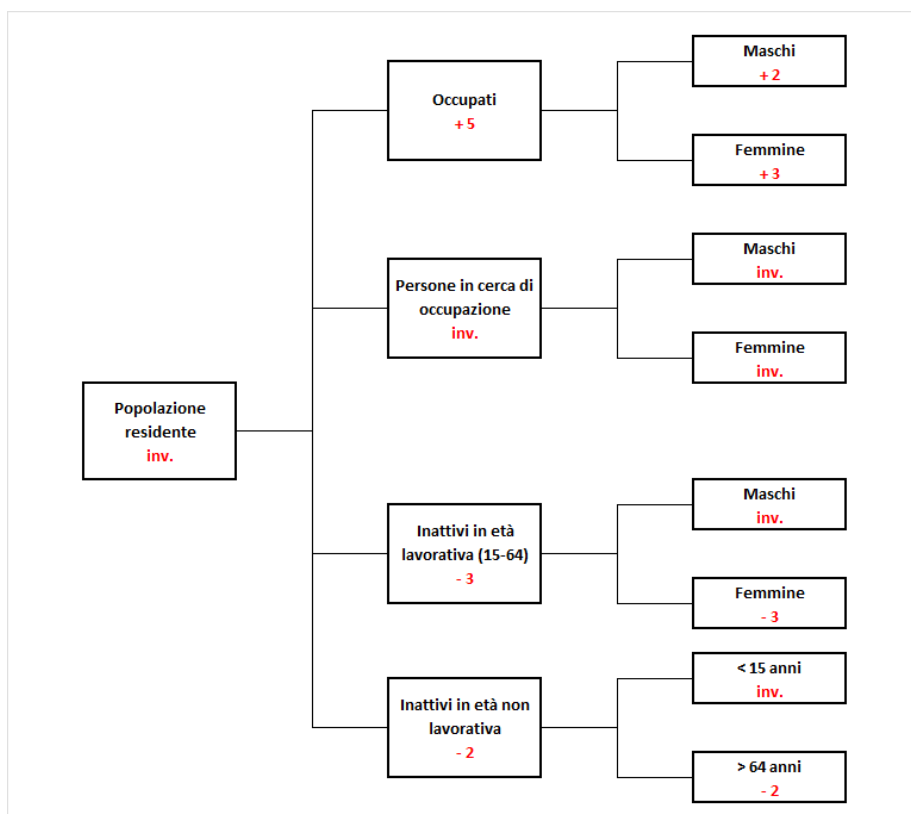 Popolazione
residente
inv.
Occupati
+ 5
Maschi
+ 2
Femmine
+ 3
Persone in cerca di
occupazione
inv.
Maschi
inv.
Femmine
inv.
Inattivi in età
lavorativa (15-64)
- 3
Maschi
inv.
Femmine
- 3
Inattivi in età non
lavorativa
- 2
< 15 anni
inv.
> 64 anni
- 2